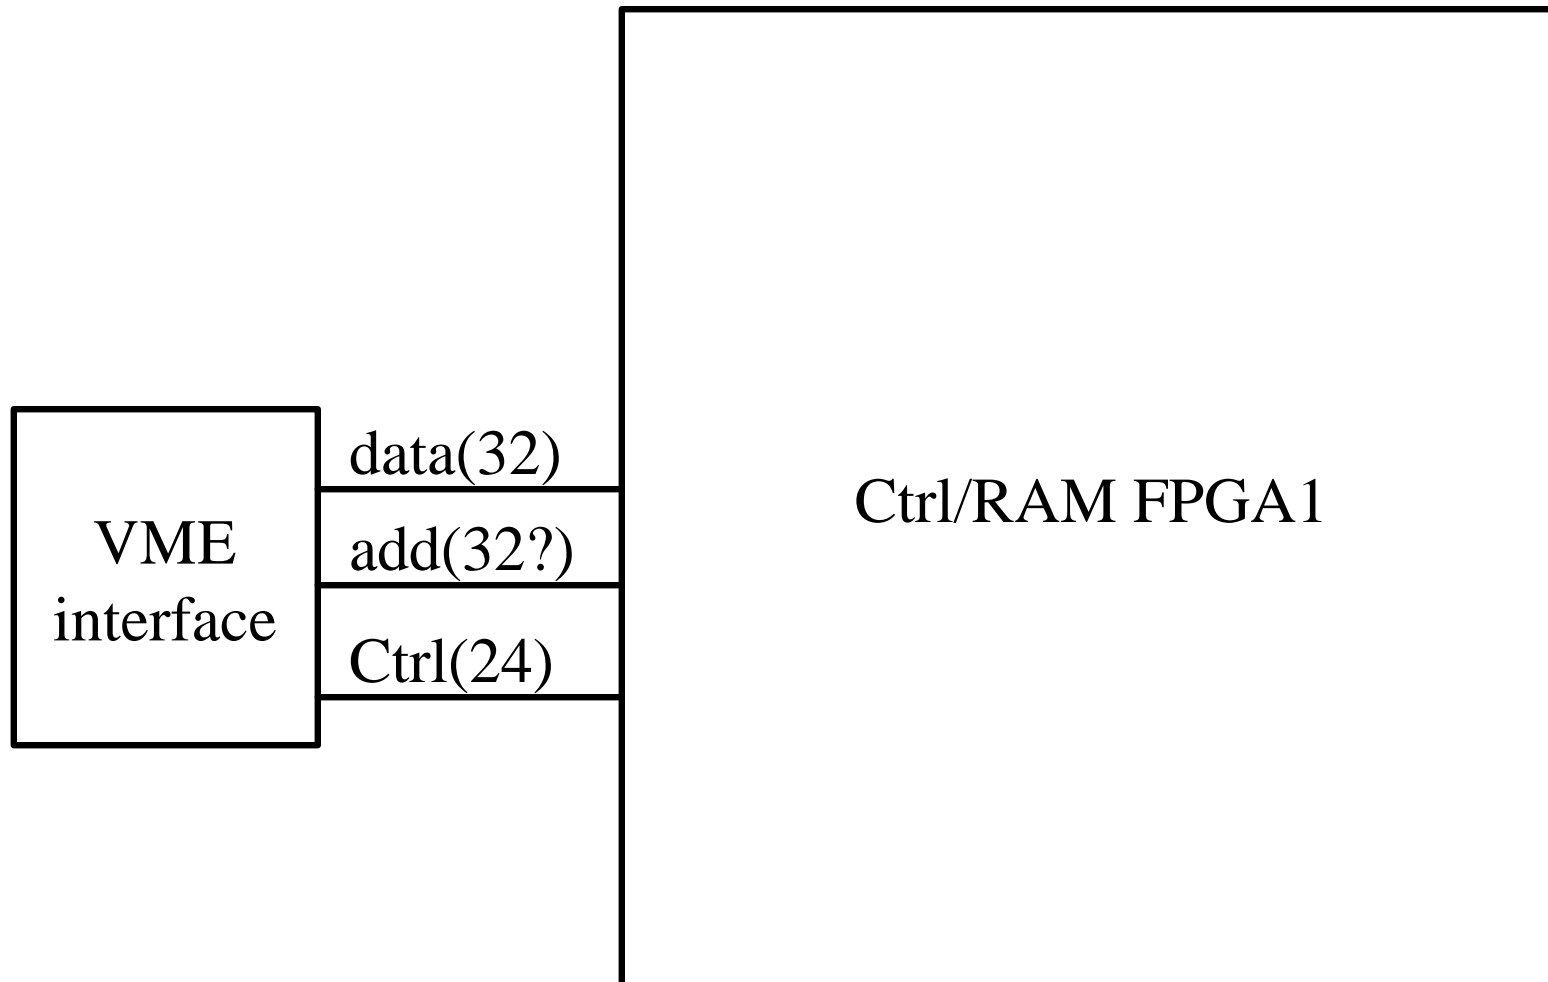 data(32)
add(32?)
Ctrl(24)
VME
interface
Ctrl/RAM FPGA1